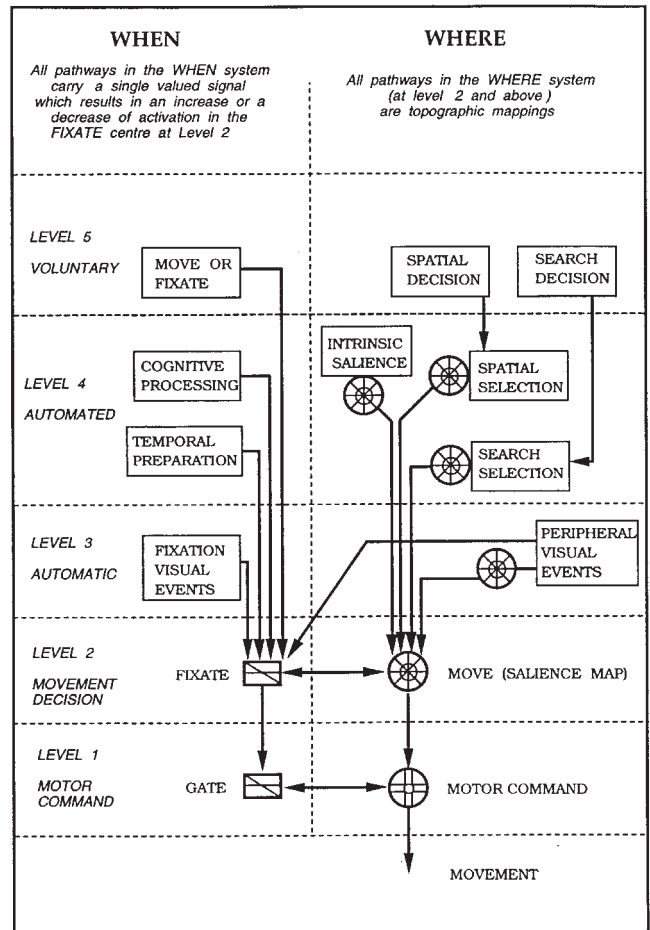 WHEN
All pathways in the WHEN system
carry a single valued signal
which results in an increase or a
decrease of activation in the
FIXATE centre at Level 2
WHERE
All pathways in the WHERE system
(at level 2 and above )
are topographic mappings
LEVEL 5
VOLUNTARY
MOVE OR
FIXATE
SPATIAL
DECISION
SEARCH
DECISION
LEVEL 4
AUTOMATED
COGNITIVE
PROCESSING
TEMPORAL
PREPARATION
INTRINSIC
SALIENCE
SPATIAL
SELECTION
SEARCH
SELECTION
LEVEL 3
AUTOMATIC
FIXATION
VISUAL
EVENTS
PERIPHERAL
VISUAL
EVENTS
LEVEL 2
MOVEMENT
DECISION
FIXATE
MOVE (SALIENCE MAP)
LEVEL 1
MOTOR
COMMAND
GATE
MOTOR COMMAND
MOVEMENT